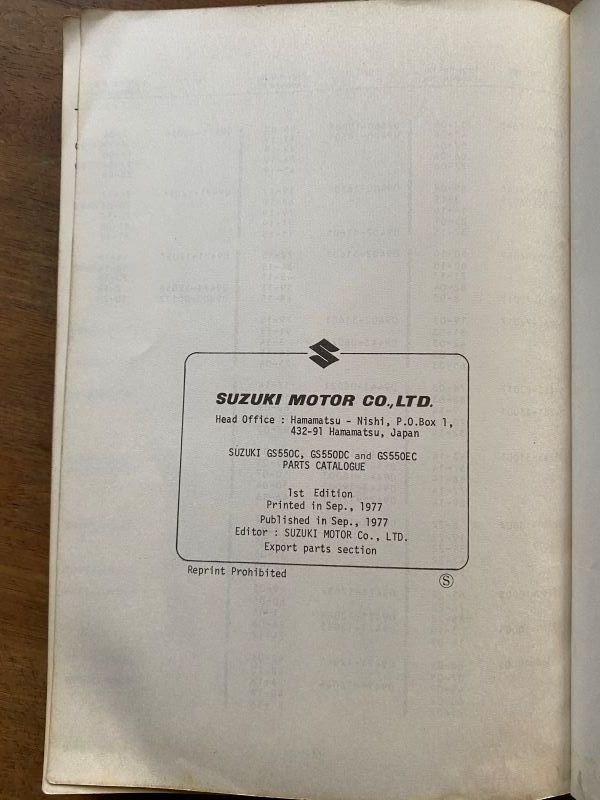 SUZUKI MOTOR CO.,LTD.
Head Office : Hamamatsu - Nishi, P.O.Box 1,
432-91 Hamamatsu, Japan
SUZUKI GS550C, GS550DC and GS550EC
PARTS CATALOGUE
1st Edition
Printed in Sep., 1977
Published in Sep., 1977
Editor : SUZUKI MOTOR Co., LTD.
Export parts section
Reprint Prohibited
Ⓢ